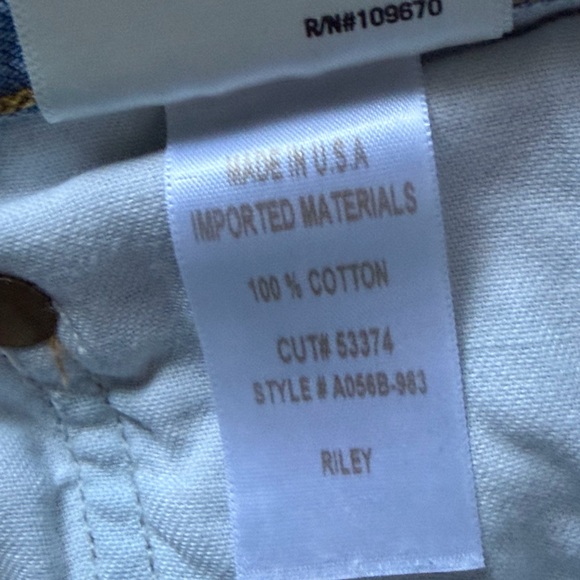 R/N#109670
MADE IN U.S.A
IMPORTED MATERIALS
100 % COTTON
CUT# 53374
STYLE # A056B-983
RILEY